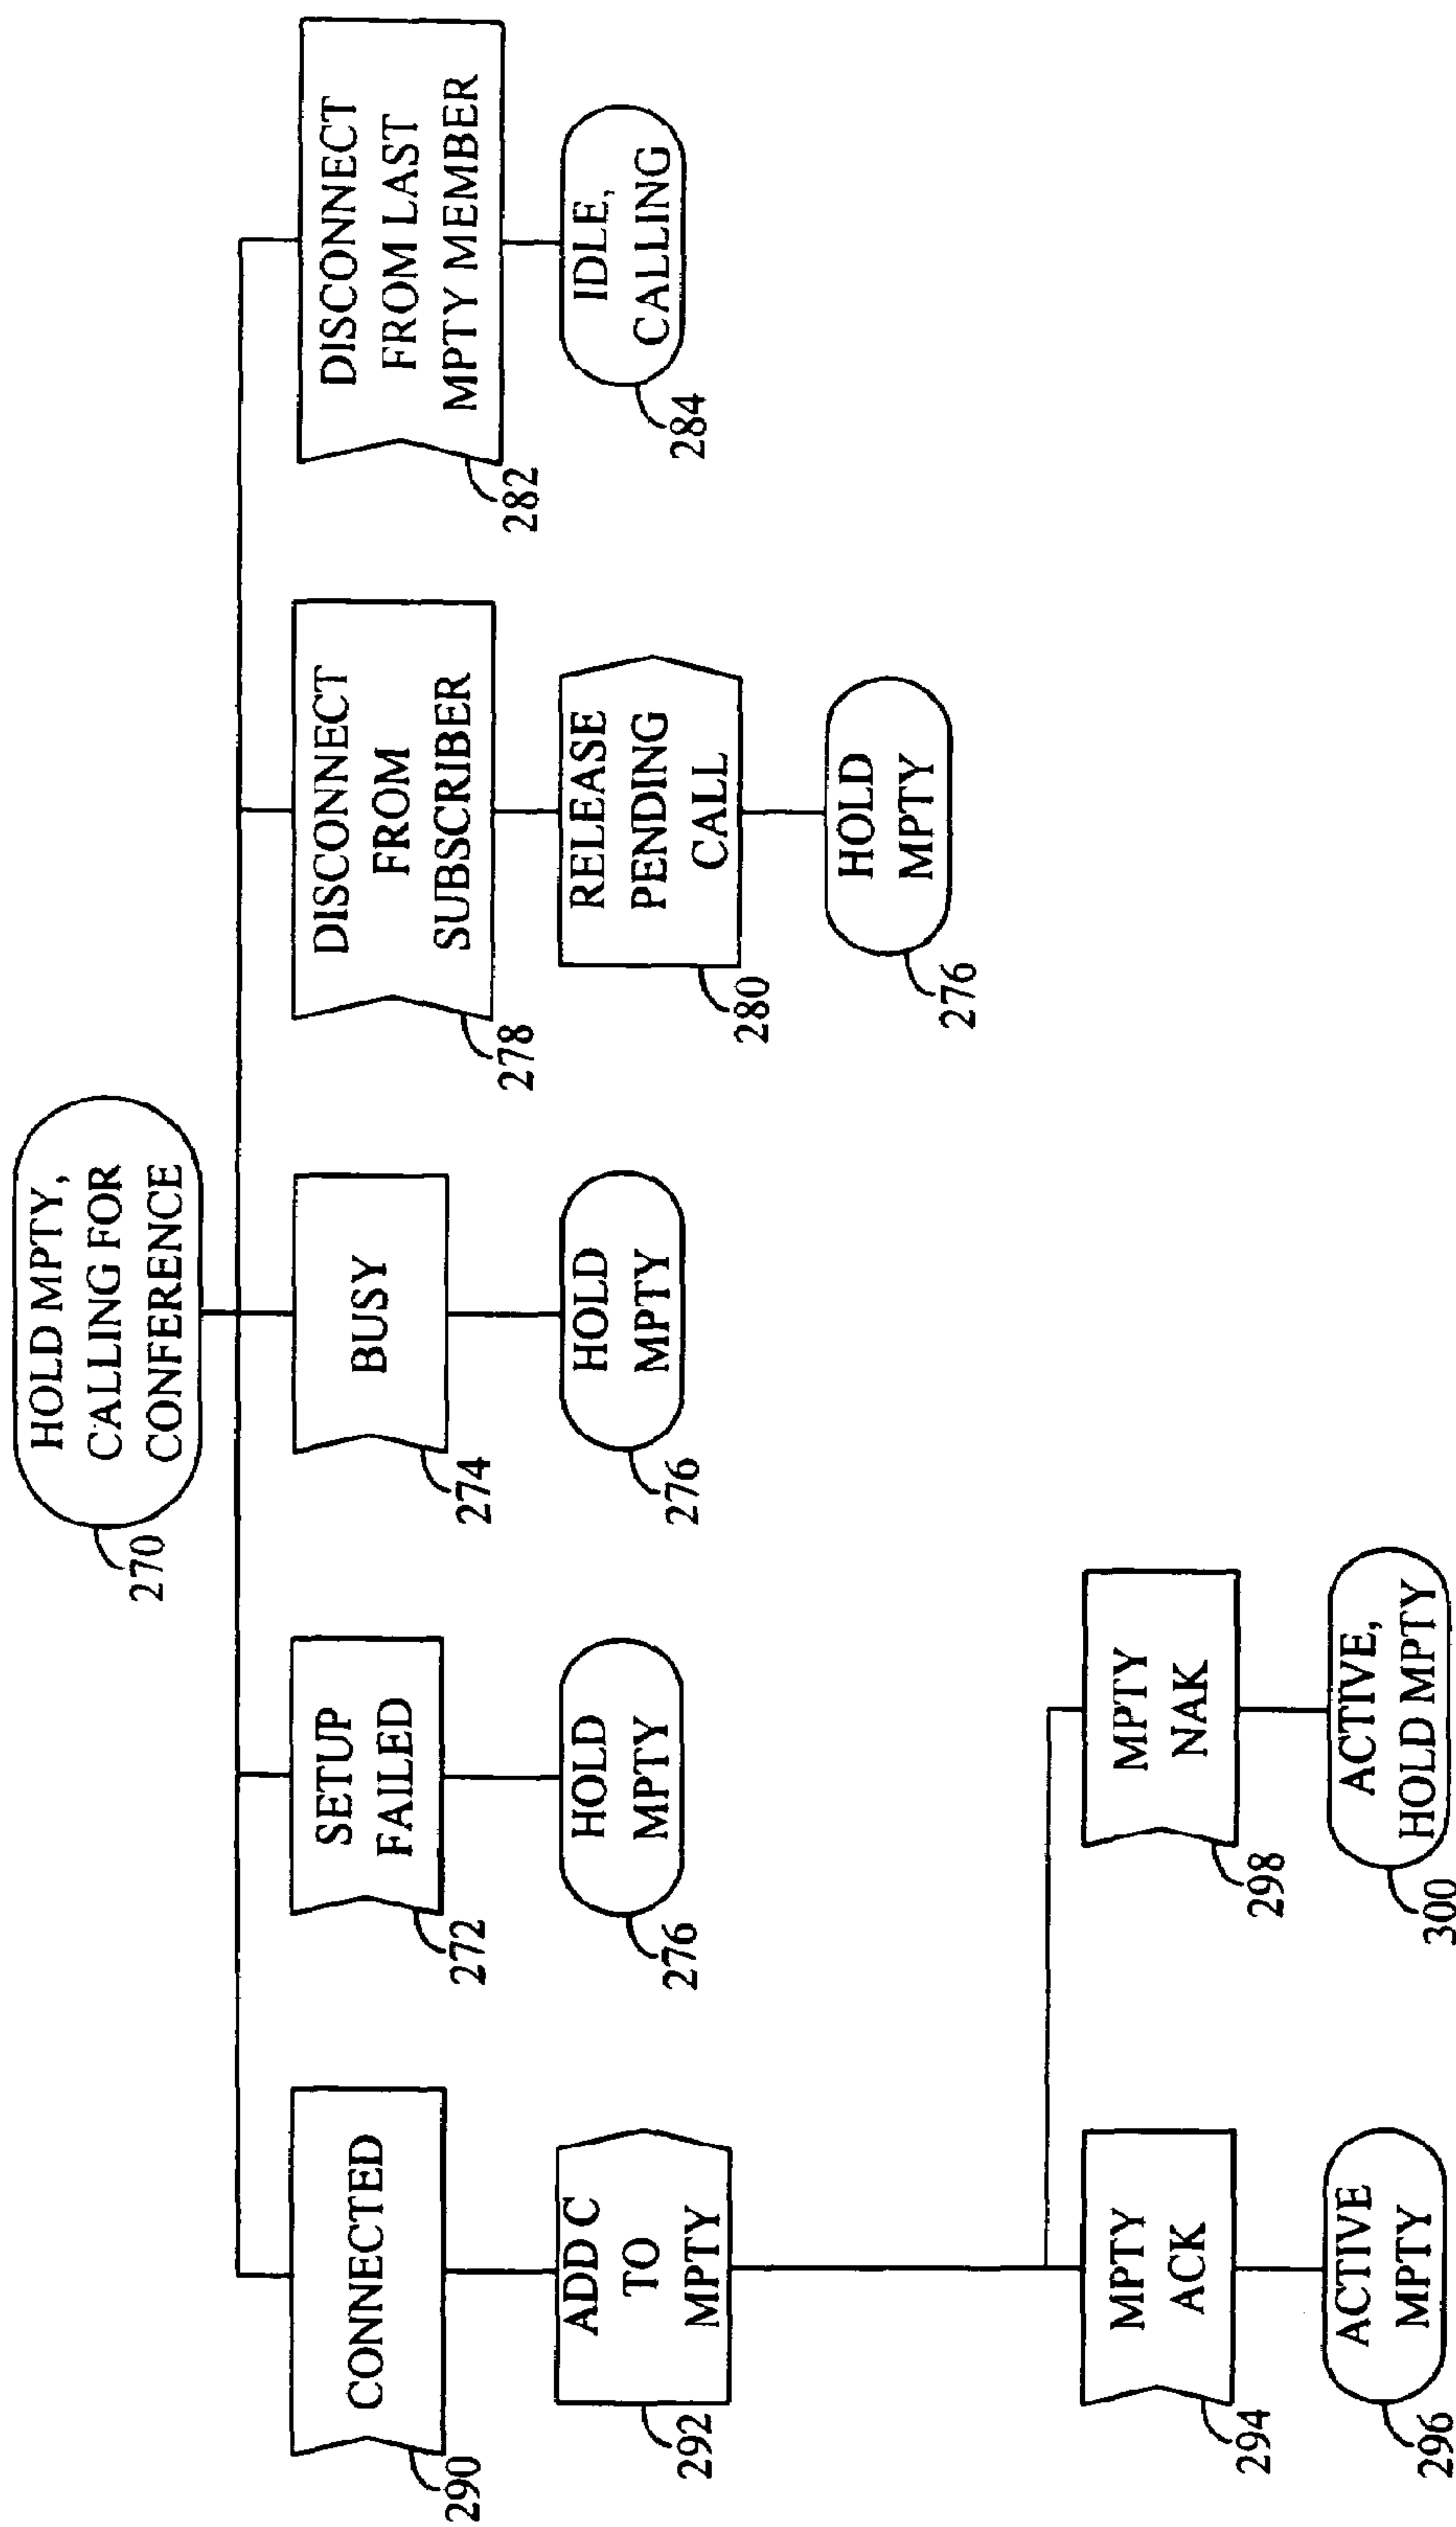 HOLD MPTY,
CALLING FOR
CONFERENCE
270
CONNECTED
290
SETUP
FAILED
272
BUSY
274
DISCONNECT
FROM
SUBSCRIBER
278
DISCONNECT
FROM LAST
MPTY MEMBER
282
ADD C
TO
MPTY
292
HOLD
MPTY
276
HOLD
MPTY
276
RELEASE
PENDING
CALL
280
IDLE,
CALLING
284
HOLD
MPTY
276
MPTY
ACK
294
MPTY
NAK
298
ACTIVE
MPTY
296
ACTIVE,
HOLD MPTY
300